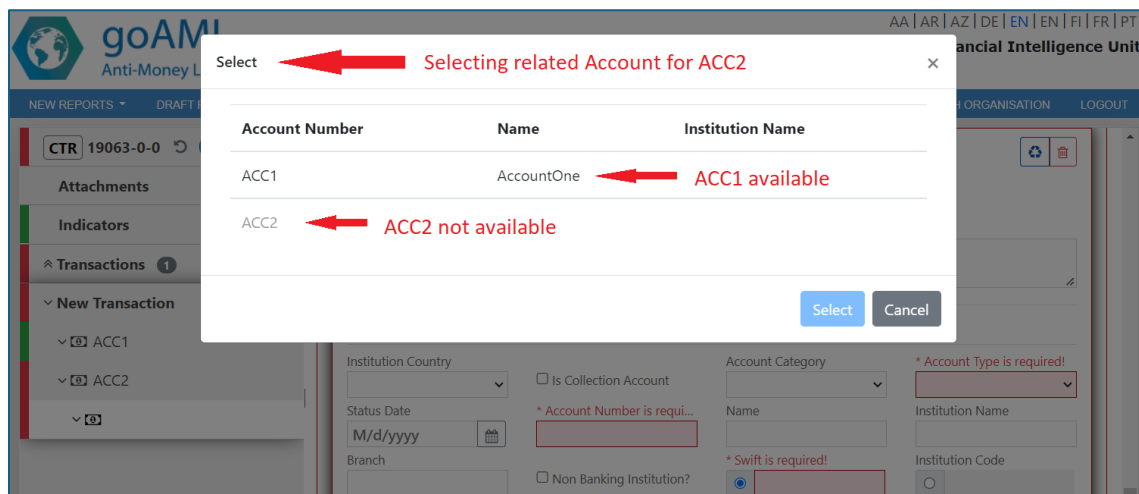 AA | AR | AZ | DE | EN | EN | FI | FR | PT
goAML
Anti-Money L
ancial Intelligence Unit
NEW REPORTS
DRAFT
ORGANISATION
LOGOUT
Select
Selecting related Account for ACC2
×
Account Number
Name
Institution Name
ACC1
AccountOne
ACC1 available
ACC2
ACC2 not available
Select
Cancel
CTR 19063-0-0
Attachments
Indicators
Transactions 1
New Transaction
ACC1
ACC2
Institution Country
Is Collection Account
Account Category
* Account Type is required!
Status Date
* Account Number is requi...
Name
Institution Name
M/d/yyyy
Branch
Non Banking Institution?
* Swift is required!
Institution Code